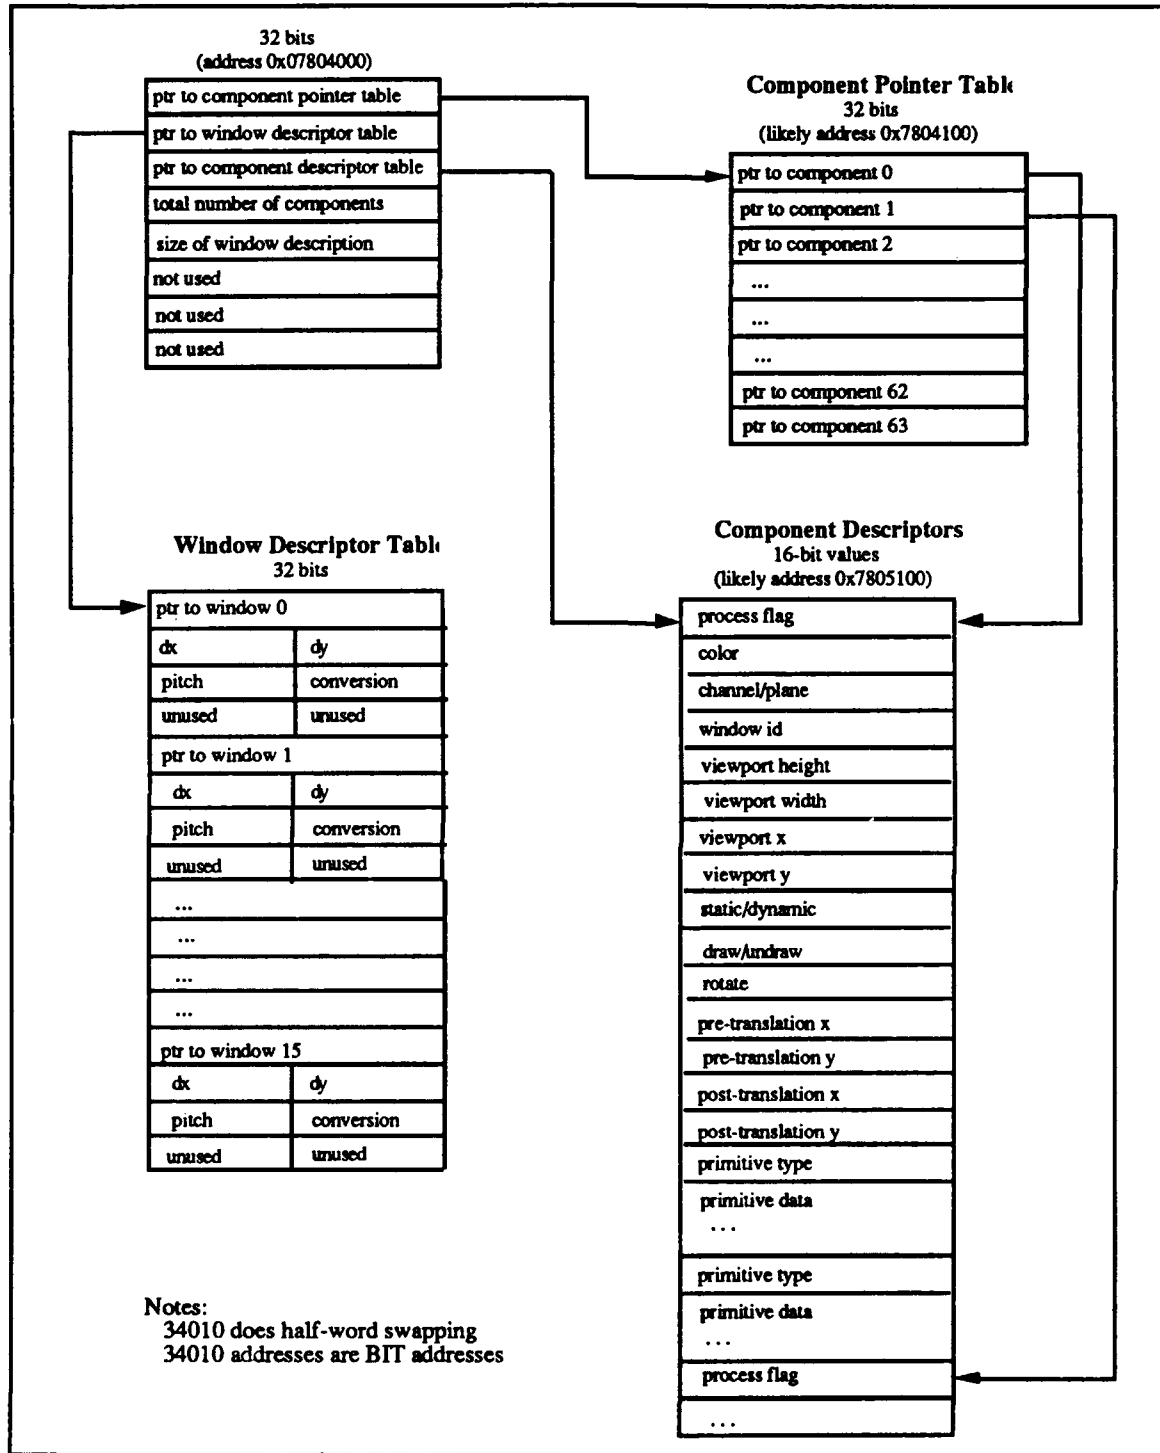 32 bits
(address 0x07804000)
ptr to component pointer table
ptr to window descriptor table
ptr to component descriptor table
total number of components
size of window description
not used
not used
not used
Component Pointer Table
32 bits
(likely address 0x7804100)
ptr to component 0
ptr to component 1
ptr to component 2
...
...
...
ptr to component 62
ptr to component 63
Window Descriptor Table
32 bits
ptr to window 0
dx dy
pitch conversion
unused unused
ptr to window 1
dx dy
pitch conversion
unused unused
...
...
...
...
ptr to window 15
dx dy
pitch conversion
unused unused
Component Descriptors
16-bit values
(likely address 0x7805100)
process flag
color
channel/plane
window id
viewport height
viewport width
viewport x
viewport y
static/dynamic
draw/undraw
rotate
pre-translation x
pre-translation y
post-translation x
post-translation y
primitive type
primitive data
...
primitive type
primitive data
...
process flag
...
Notes:
34010 does half-word swapping
34010 addresses are BIT addresses